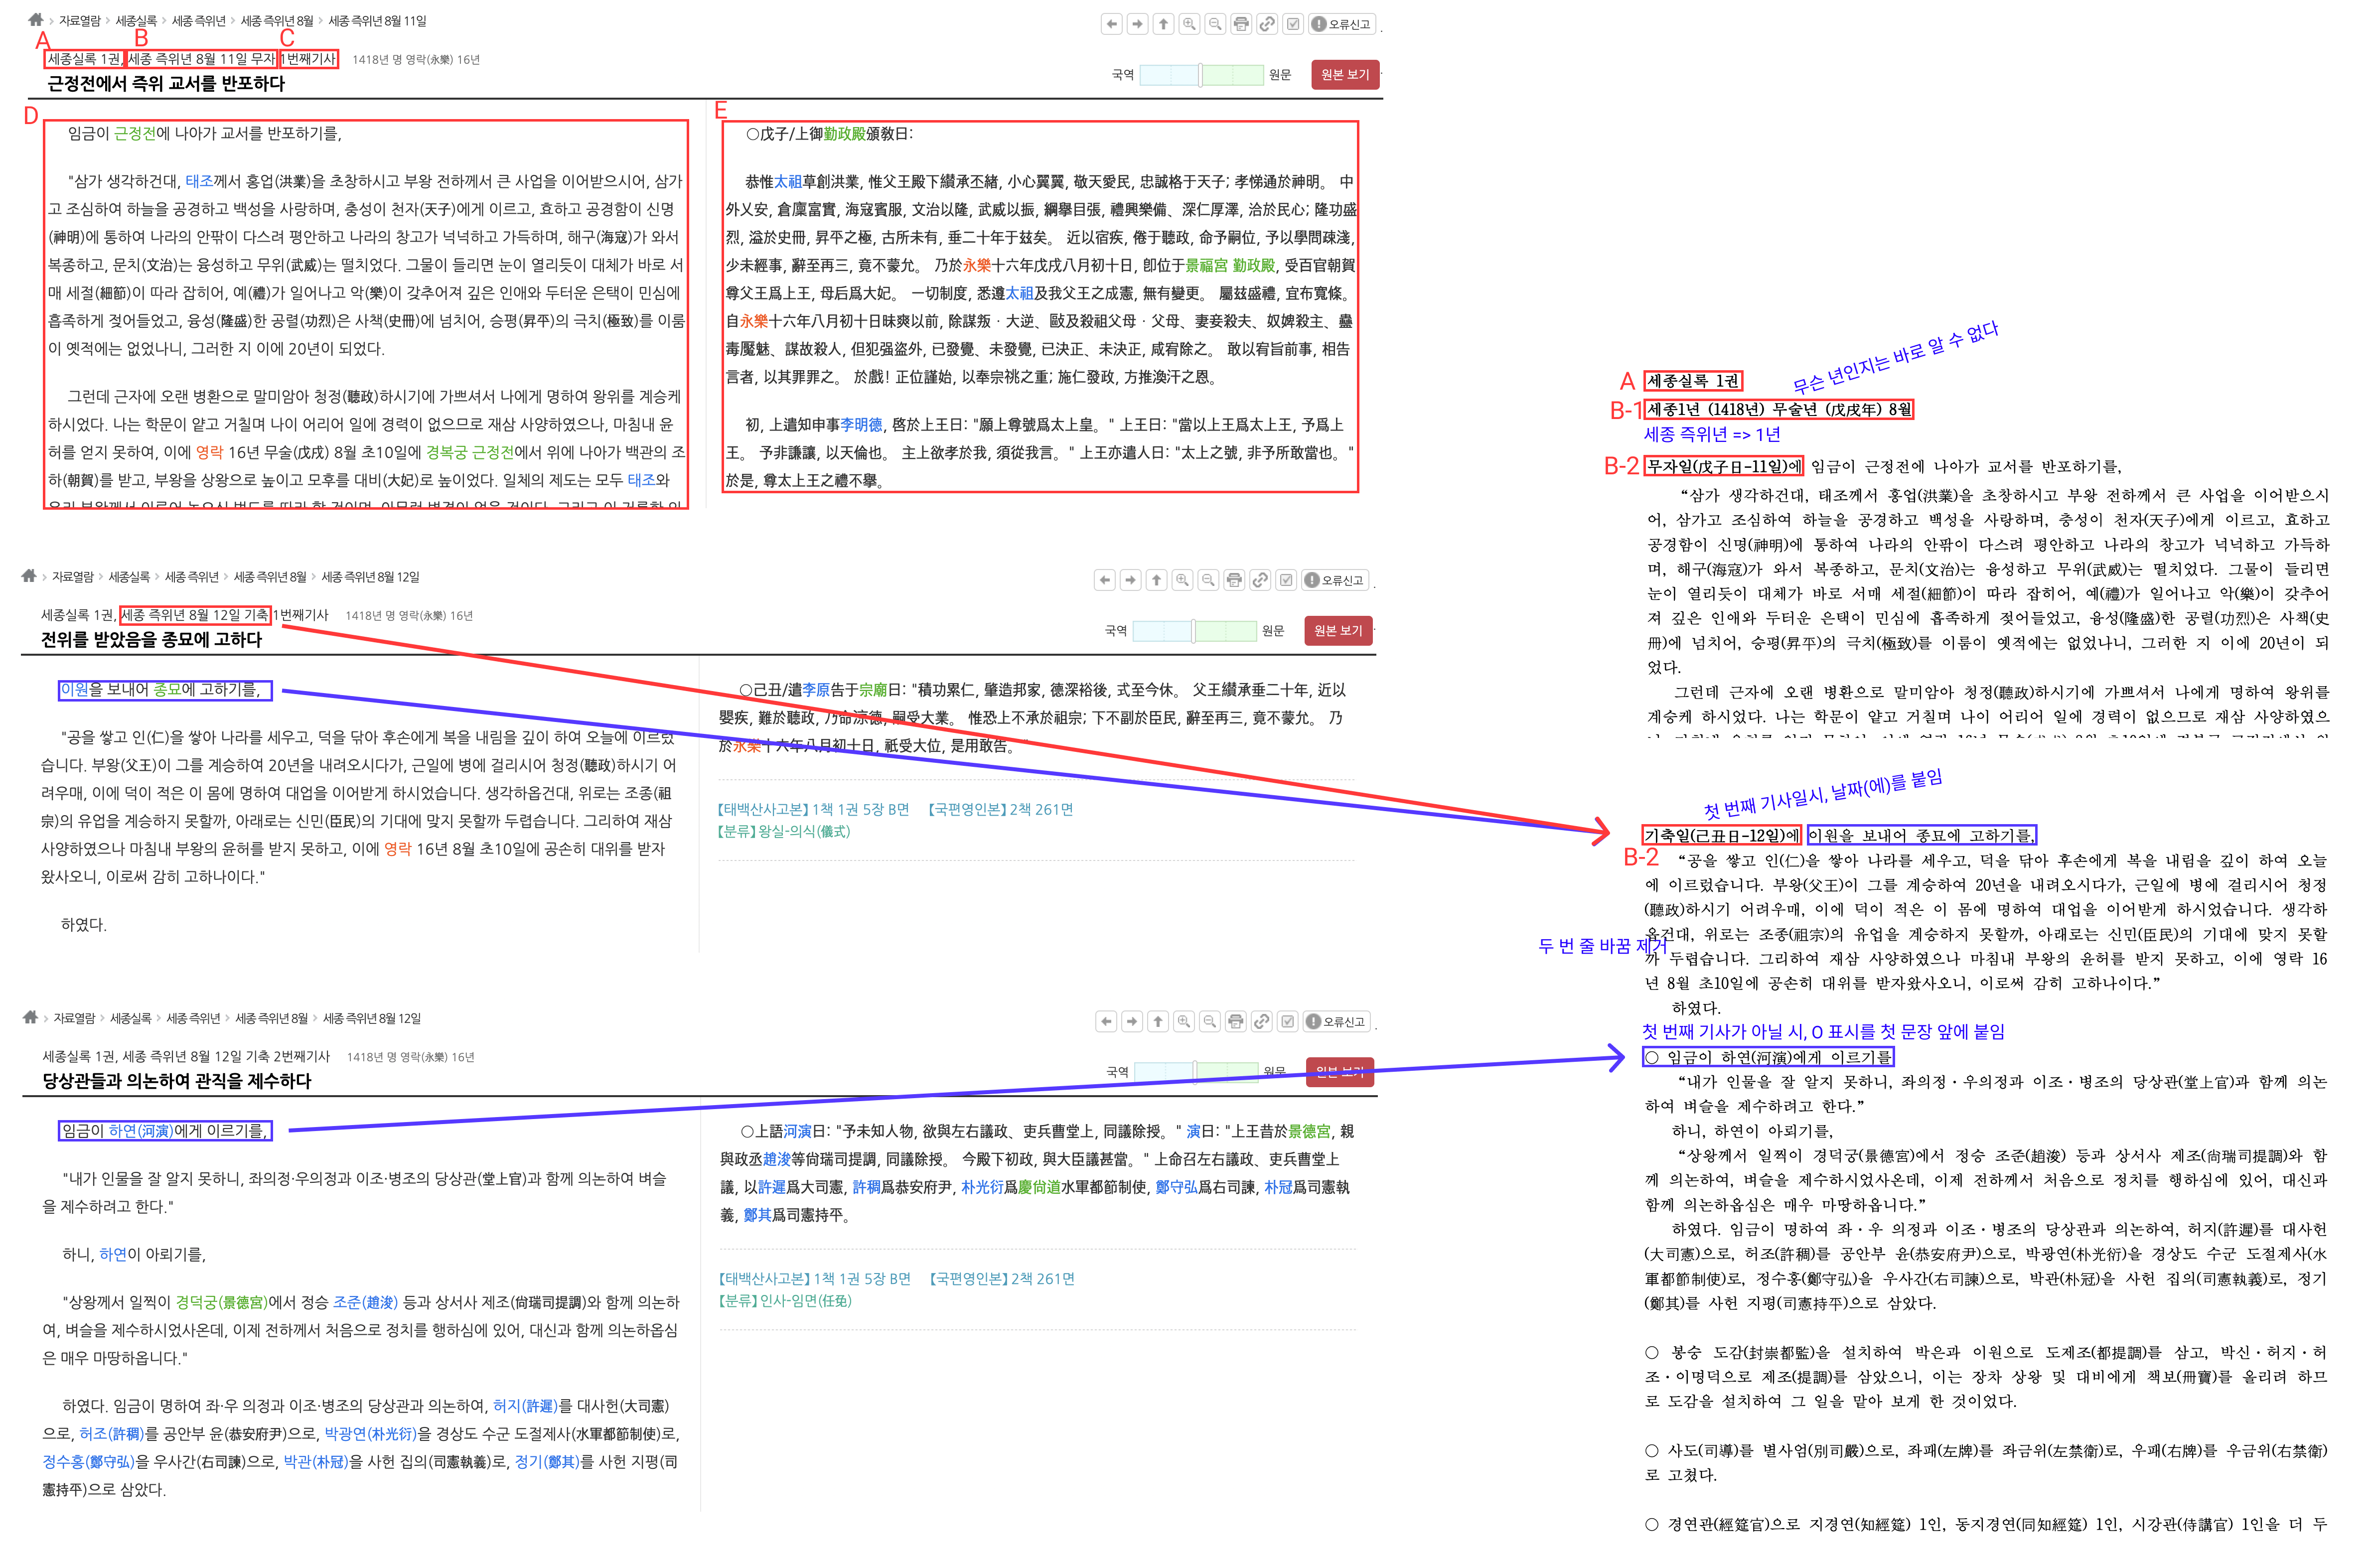 자료열람 > 세종실록 > 세종 즉위년 > 세종 즉위년 8월 > 세종 즉위년 8월 11일
오류신고
A
B
C
세종실록 1권, 세종 즉위년 8월 11일 무자 1번째기사 1418년 명 영락(永樂) 16년
근정전에서 즉위 교서를 반포하다
국역
원문
원본 보기
D
임금이 근정전에 나아가 교서를 반포하기를,
"삼가 생각하건대, 태조께서 홍업(洪業)을 초창하시고 부왕 전하께서 큰 사업을 이어받으시어, 삼가
고 조심하여 하늘을 공경하고 백성을 사랑하며, 충성이 천자(天子)에게 이르고, 효하고 공경함이 신명
(神明)에 통하여 나라의 안팎이 다스려 평안하고 나라의 창고가 넉넉하고 가득하며, 해구(海寇)가 와서
복종하고, 문치(文治)는 융성하고 무위(武威)는 떨치었다. 그물이 들리면 눈이 열리듯이 대체가 바로 서
매 세절(細節)이 따라 잡히어, 예(禮)가 일어나고 악(樂)이 갖추어져 깊은 인애와 두터운 은택이 민심에
흡족하게 젖어들었고, 융성(隆盛)한 공렬(功烈)은 사책(史冊)에 넘치어, 승평(昇平)의 극치(極致)를 이룸
이 옛적에는 없었나니, 그러한 지 이에 20년이 되었다.
그런데 근자에 오랜 병환으로 말미암아 청정(聽政)하시기에 가쁘셔서 나에게 명하여 왕위를 계승케
하시었다. 나는 학문이 얕고 거칠며 나이 어리어 일에 경력이 없으므로 재삼 사양하였으나, 마침내 윤
허를 얻지 못하여, 이에 영락 16년 무술(戊戌) 8월 초10일에 경복궁 근정전에서 위에 나아가 백관의 조
하(朝賀)를 받고, 부왕을 상왕으로 높이고 모후를 대비(大妃)로 높이었다. 일체의 제도는 모두 태조와
E
○戊子/上御勤政殿頒敎曰:
恭惟太祖草創洪業, 惟父王殿下纘承丕緖, 小心翼翼, 敬天愛民, 忠誠格于天子; 孝悌通於神明。 中
外乂安, 倉廩富實, 海寇賓服, 文治以隆, 武威以振, 綱擧目張, 禮興樂備、深仁厚澤, 洽於民心; 隆功盛
烈, 溢於史冊, 昇平之極, 古所未有, 垂二十年于玆矣。 近以宿疾, 倦于聽政, 命予嗣位, 予以學問疎淺,
少未經事, 辭至再三, 竟不蒙允。 乃於永樂十六年戊戌八月初十日, 卽位于景福宮 勤政殿, 受百官朝賀
尊父王爲上王, 母后爲大妃。 一切制度, 悉遵太祖及我父王之成憲, 無有變更。 屬玆盛禮, 宜布寬條。
自永樂十六年八月初十日昧爽以前, 除謀叛ㆍ大逆、敺及殺祖父母ㆍ父母、妻妾殺夫、奴婢殺主、蠱
毒魘魅、謀故殺人, 但犯强盜外, 已發覺、未發覺, 已決正、未決正, 咸宥除之。 敢以宥旨前事, 相告
言者, 以其罪罪之。 於戲! 正位謹始, 以奉宗祧之重; 施仁發政, 方推渙汗之恩。
初, 上遣知申事李明德, 啓於上王曰: "願上尊號爲太上皇。" 上王曰: "當以上王爲太上王, 予爲上
王。 予非謙讓, 以天倫也。 主上欲孝於我, 須從我言。" 上王亦遣人曰: "太上之號, 非予所敢當也。"
於是, 尊太上王之禮不擧。
자료열람 > 세종실록 > 세종 즉위년 > 세종 즉위년 8월 > 세종 즉위년 8월 12일
오류신고
세종실록 1권, 세종 즉위년 8월 12일 기축 1번째기사 1418년 명 영락(永樂) 16년
전위를 받았음을 종묘에 고하다
국역
원문
원본 보기
이원을 보내어 종묘에 고하기를,
"공을 쌓고 인(仁)을 쌓아 나라를 세우고, 덕을 닦아 후손에게 복을 내림을 깊이 하여 오늘에 이르렀
습니다. 부왕(父王)이 그를 계승하여 20년을 내려오시다가, 근일에 병에 걸리시어 청정(聽政)하시기 어
려우매, 이에 덕이 적은 이 몸에 명하여 대업을 이어받게 하시었습니다. 생각하옵건대, 위로는 조종(祖
宗)의 유업을 계승하지 못할까, 아래로는 신민(臣民)의 기대에 맞지 못할까 두렵습니다. 그리하여 재삼
사양하였으나 마침내 부왕의 윤허를 받지 못하고, 이에 영락 16년 8월 초10일에 공손히 대위를 받자
왔사오니, 이로써 감히 고하나이다."
하였다.
○己丑/遣李原告于宗廟曰: "積功累仁, 肇造邦家, 德深裕後, 式至今休。 父王纘承垂二十年, 近以
嬰疾, 難於聽政, 乃命涼德, 嗣受大業。 惟恐上不承於祖宗; 下不副於臣民, 辭至再三, 竟不蒙允。 乃
於永樂十六年八月初十日, 祇受大位, 是用敢告。"
【태백산사고본】 1책 1권 5장 B면 【국편영인본】 2책 261면
【분류】 왕실-의식(儀式)
자료열람 > 세종실록 > 세종 즉위년 > 세종 즉위년 8월 > 세종 즉위년 8월 12일
오류신고
세종실록 1권, 세종 즉위년 8월 12일 기축 2번째기사 1418년 명 영락(永樂) 16년
당상관들과 의논하여 관직을 제수하다
국역
원문
원본 보기
임금이 하연(河演)에게 이르기를,
"내가 인물을 잘 알지 못하니, 좌의정·우의정과 이조·병조의 당상관(堂上官)과 함께 의논하여 벼슬
을 제수하려고 한다."
하니, 하연이 아뢰기를,
"상왕께서 일찍이 경덕궁(景德宮)에서 정승 조준(趙浚) 등과 상서사 제조(尙瑞司提調)와 함께 의논하
여, 벼슬을 제수하시었사온데, 이제 전하께서 처음으로 정치를 행하심에 있어, 대신과 함께 의논하옵심
은 매우 마땅하옵니다."
하였다. 임금이 명하여 좌·우 의정과 이조·병조의 당상관과 의논하여, 허지(許遲)를 대사헌(大司憲)
으로, 허조(許稠)를 공안부 윤(恭安府尹)으로, 박광연(朴光衍)을 경상도 수군 도절제사(水軍都節制使)로,
정수홍(鄭守弘)을 우사간(右司諫)으로, 박관(朴冠)을 사헌 집의(司憲執義)로, 정기(鄭其)를 사헌 지평(司
憲持平)으로 삼았다.
○上語河演曰: "予未知人物, 欲與左右議政、吏兵曹堂上, 同議除授。" 演曰: "上王昔於景德宮, 親
與政丞趙浚等尙瑞司提調, 同議除授。 今殿下初政, 與大臣議甚當。" 上命召左右議政、吏兵曹堂上
議, 以許遲爲大司憲, 許稠爲恭安府尹, 朴光衍爲慶尙道水軍都節制使, 鄭守弘爲右司諫, 朴冠爲司憲執
義, 鄭其爲司憲持平。
【태백산사고본】 1책 1권 5장 B면 【국편영인본】 2책 261면
【분류】 인사-임면(任免)
무슨 년인지는 바로 알 수 없다
A 세종실록 1권
B-1 세종1년 (1418년) 무술년 (戊戌年) 8월
세종 즉위년 => 1년
B-2 무자일(戊子日-11일)에 임금이 근정전에 나아가 교서를 반포하기를,
“삼가 생각하건대, 태조께서 홍업(洪業)을 초창하시고 부왕 전하께서 큰 사업을 이어받으시
어, 삼가고 조심하여 하늘을 공경하고 백성을 사랑하며, 충성이 천자(天子)에게 이르고, 효하고
공경함이 신명(神明)에 통하여 나라의 안팎이 다스려 평안하고 나라의 창고가 넉넉하고 가득하
며, 해구(海寇)가 와서 복종하고, 문치(文治)는 융성하고 무위(武威)는 떨치었다. 그물이 들리면
눈이 열리듯이 대체가 바로 서매 세절(細節)이 따라 잡히어, 예(禮)가 일어나고 악(樂)이 갖추어
져 깊은 인애와 두터운 은택이 민심에 흡족하게 젖어들었고, 융성(隆盛)한 공렬(功烈)은 사책(史
冊)에 넘치어, 승평(昇平)의 극치(極致)를 이룸이 옛적에는 없었나니, 그러한 지 이에 20년이 되
었다.
그런데 근자에 오랜 병환으로 말미암아 청정(聽政)하시기에 가쁘셔서 나에게 명하여 왕위를
계승케 하시었다. 나는 학문이 얕고 거칠며 나이 어리어 일에 경력이 없으므로 재삼 사양하였으
첫 번째 기사일시, 날짜(에)를 붙임
기축일(己丑日-12일)에 이원을 보내어 종묘에 고하기를,
B-2
“공을 쌓고 인(仁)을 쌓아 나라를 세우고, 덕을 닦아 후손에게 복을 내림을 깊이 하여 오늘
에 이르렀습니다. 부왕(父王)이 그를 계승하여 20년을 내려오시다가, 근일에 병에 걸리시어 청정
(聽政)하시기 어려우매, 이에 덕이 적은 이 몸에 명하여 대업을 이어받게 하시었습니다. 생각하
옵건대, 위로는 조종(祖宗)의 유업을 계승하지 못할까, 아래로는 신민(臣民)의 기대에 맞지 못할
두 번 줄 바꿈 제거
까 두렵습니다. 그리하여 재삼 사양하였으나 마침내 부왕의 윤허를 받지 못하고, 이에 영락 16
년 8월 초10일에 공손히 대위를 받자왔사오니, 이로써 감히 고하나이다.”
하였다.
첫 번째 기사가 아닐 시, O 표시를 첫 문장 앞에 붙임
○ 임금이 하연(河演)에게 이르기를
“내가 인물을 잘 알지 못하니, 좌의정·우의정과 이조·병조의 당상관(堂上官)과 함께 의논
하여 벼슬을 제수하려고 한다.”
하니, 하연이 아뢰기를,
“상왕께서 일찍이 경덕궁(景德宮)에서 정승 조준(趙浚) 등과 상서사 제조(尙瑞司提調)와 함
께 의논하여, 벼슬을 제수하시었사온데, 이제 전하께서 처음으로 정치를 행하심에 있어, 대신과
함께 의논하옵심은 매우 마땅하옵니다.”
하였다. 임금이 명하여 좌·우 의정과 이조·병조의 당상관과 의논하여, 허지(許遲)를 대사헌
(大司憲)으로, 허조(許稠)를 공안부 윤(恭安府尹)으로, 박광연(朴光衍)을 경상도 수군 도절제사(水
軍都節制使)로, 정수홍(鄭守弘)을 우사간(右司諫)으로, 박관(朴冠)을 사헌 집의(司憲執義)로, 정기
(鄭其)를 사헌 지평(司憲持平)으로 삼았다.
○ 봉숭 도감(封崇都監)을 설치하여 박은과 이원으로 도제조(都提調)를 삼고, 박신·허지·허
조·이명덕으로 제조(提調)를 삼았으니, 이는 장차 상왕 및 대비에게 책보(冊寶)를 올리려 하므
로 도감을 설치하여 그 일을 맡아 보게 한 것이었다.
○ 사도(司導)를 별사엄(別司嚴)으로, 좌패(左牌)를 좌금위(左禁衛)로, 우패(右牌)를 우금위(右禁衛)
로 고쳤다.
○ 경연관(經筵官)으로 지경연(知經筵) 1인, 동지경연(同知經筵) 1인, 시강관(侍講官) 1인을 더 두